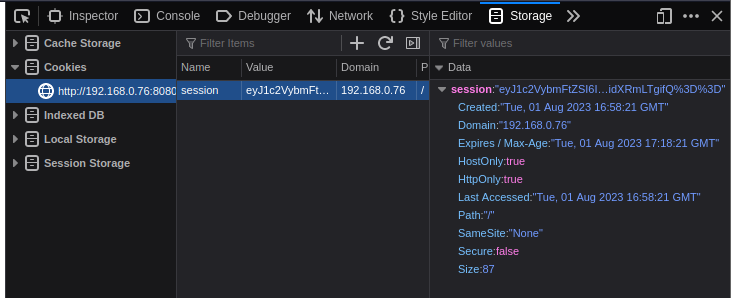 Inspector Console Debugger Network Style Editor Storage
Cache Storage
Cookies
http://192.168.0.76:8080
Indexed DB
Local Storage
Session Storage
Filter Items
Name Value Domain P
session eyJ1c2VybmFt... 192.168.0.76 /
Filter values
Data
session:"eyJ1c2VybmFtZSI6I...idXRmLTgifQ%3D%3D"
Created:"Tue, 01 Aug 2023 16:58:21 GMT"
Domain:"192.168.0.76"
Expires / Max-Age:"Tue, 01 Aug 2023 17:18:21 GMT"
HostOnly:true
HttpOnly:true
Last Accessed:"Tue, 01 Aug 2023 16:58:21 GMT"
Path:"/"
SameSite:"None"
Secure:false
Size:87